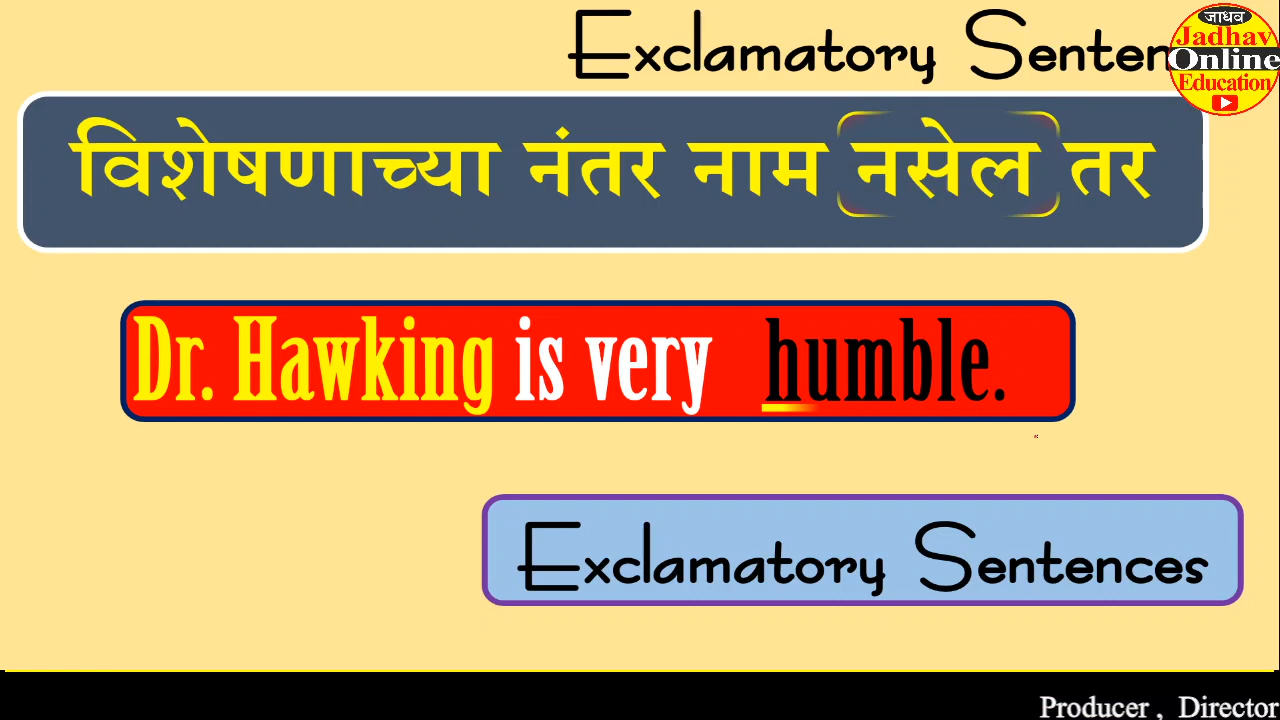 Exclamatory Senten
जाधव
Jadhav
Online
Education
विशेषणाच्या नंतर नाम नसेल तर
Dr. Hawking is very humble.
Exclamatory Sentences
Producer , Director